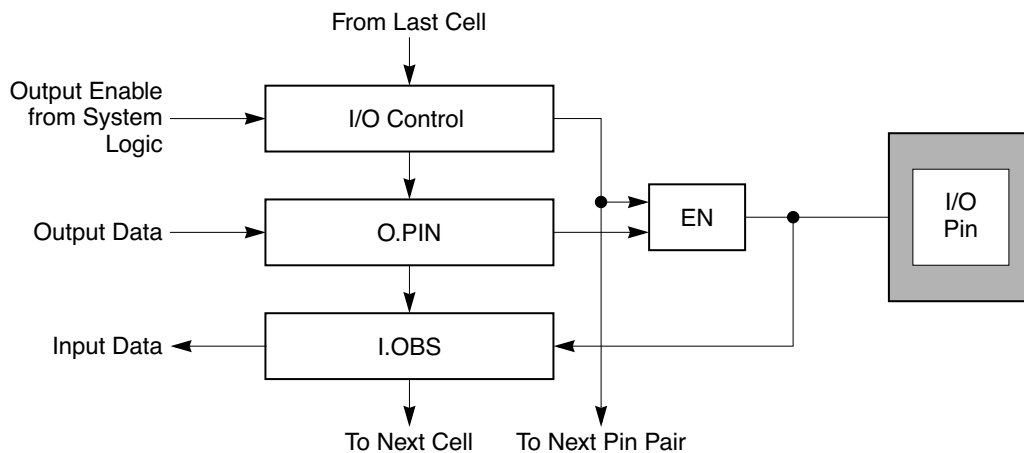 From Last Cell
Output Enable
from System
Logic
I/O Control
I/O
Pin
EN
Output Data
O.PIN
Input Data
I.OBS
To Next Cell
To Next Pin Pair